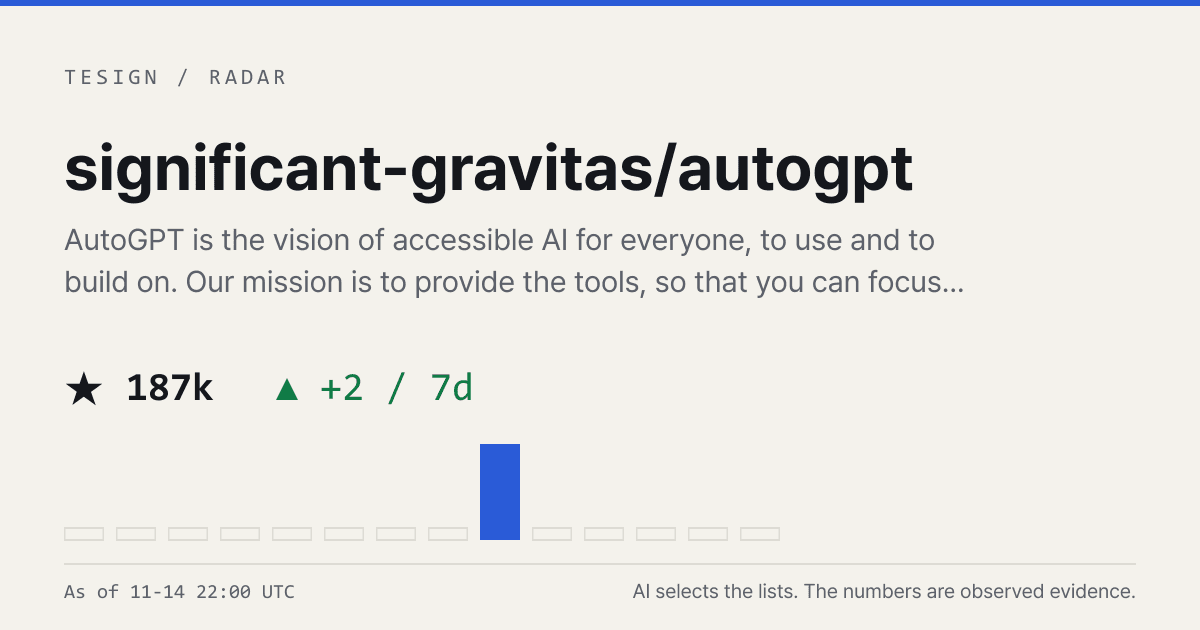 TESIGN / RADAR
significant-gravitas/autogpt
AutoGPT is the vision of accessible AI for everyone, to use and to
build on. Our mission is to provide the tools, so that you can focus...
★ 187k ▲ +2 / 7d
As of 11-14 22:00 UTC
AI selects the lists. The numbers are observed evidence.